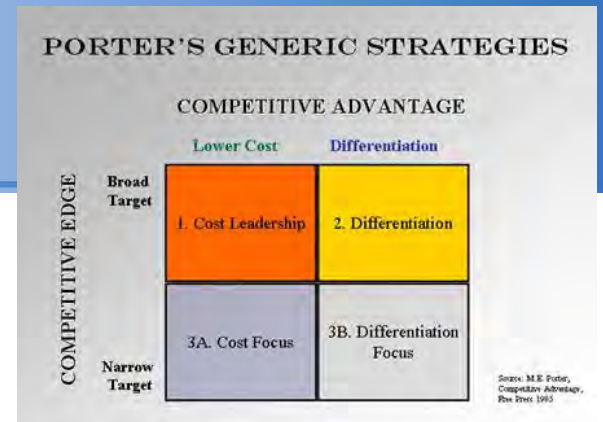 PORTER'S GENERIC STRATEGIES
COMPETITIVE ADVANTAGE
Lower Cost Differentiation
COMPETITIVE EDGE
Broad
Target
1. Cost Leadership
2. Differentiation
3A. Cost Focus
3B. Differentiation
Focus
Narrow
Target
Source: M.E. Porter,
Competitive Advantage,
Free Press 1985